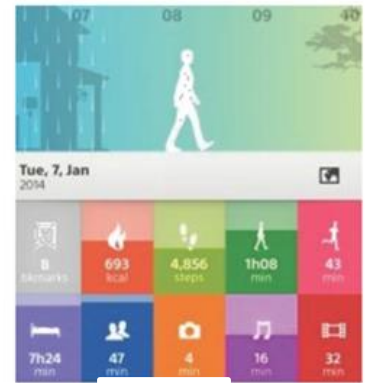 07 08 09 10
Tue, 7, Jan
2014
8 693 4,856 1h08 43
bkmarks kcal steps min min
7h24 47 4 16 32
min min min min